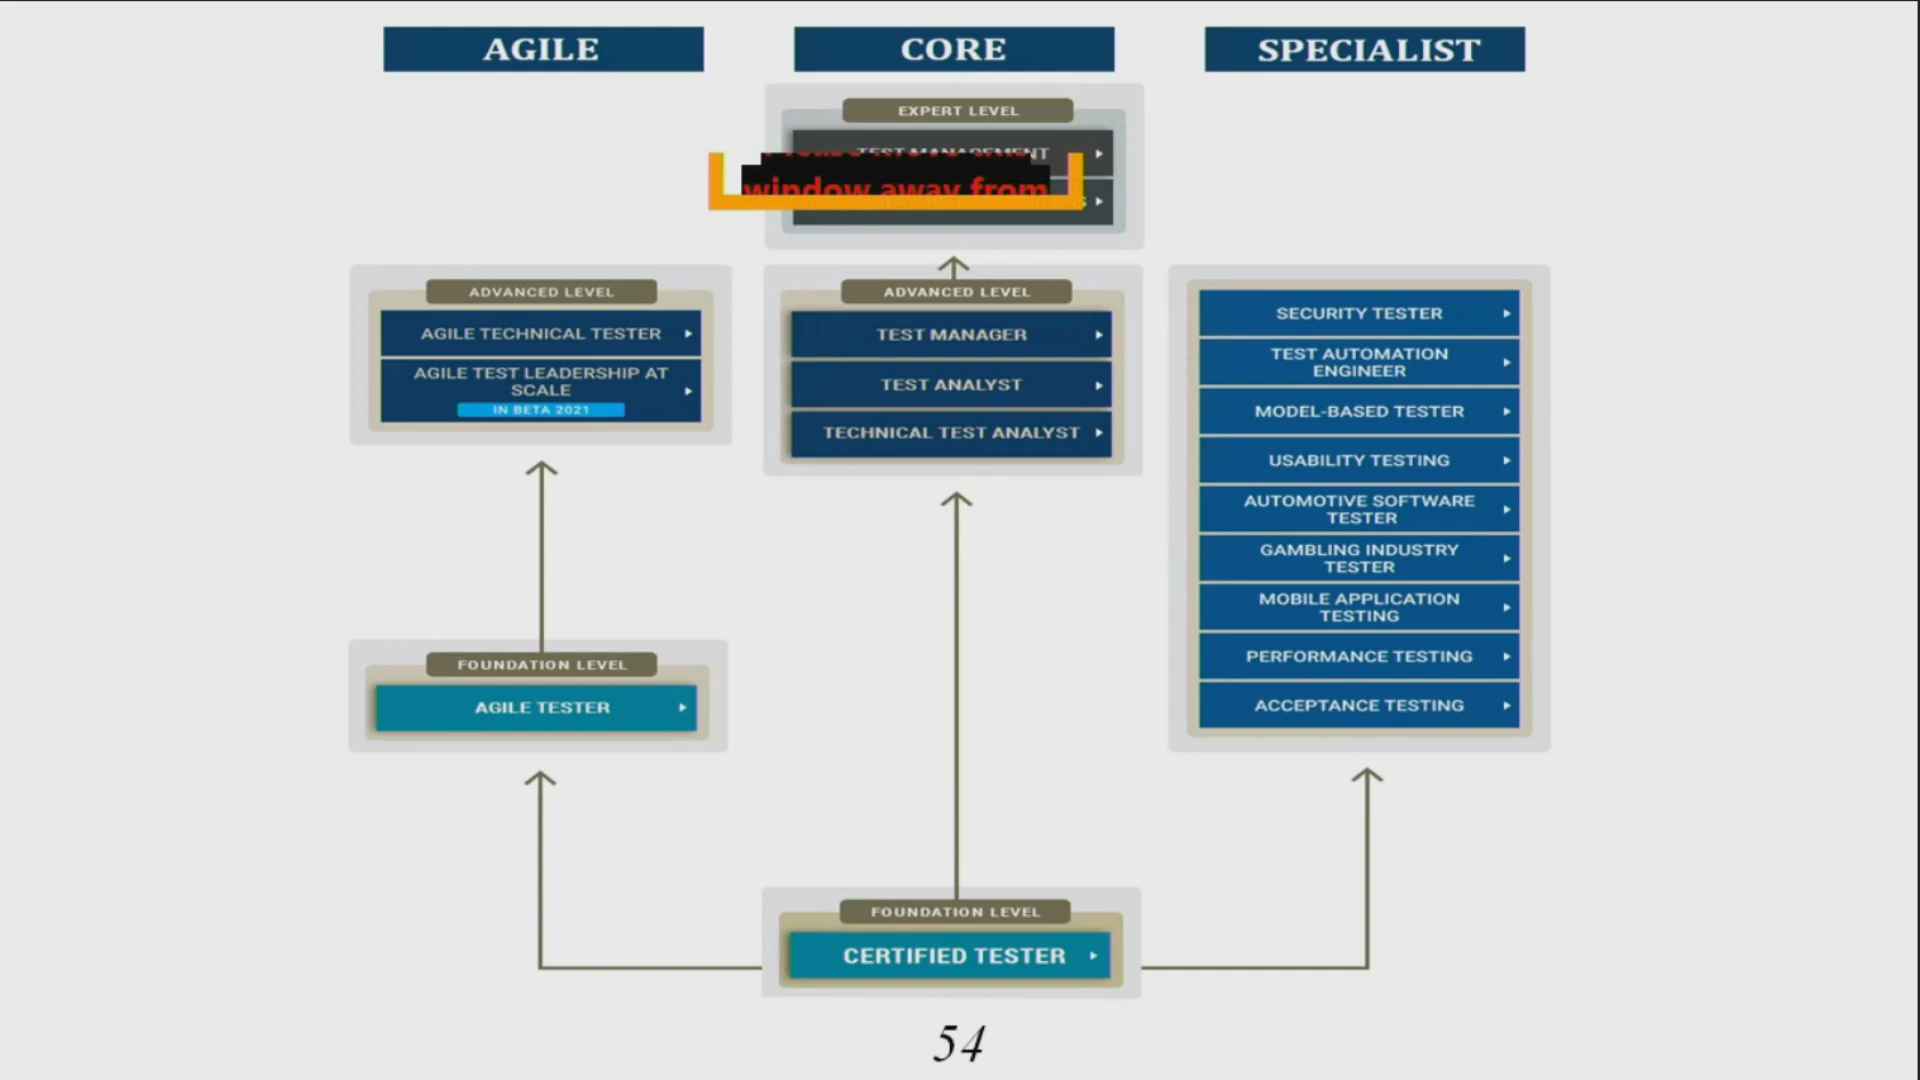 AGILE
CORE
SPECIALIST
EXPERT LEVEL
TEST MANAGEMENT
window away from
ADVANCED LEVEL
AGILE TECHNICAL TESTER
AGILE TEST LEADERSHIP AT
SCALE
IN BETA 2021
ADVANCED LEVEL
TEST MANAGER
TEST ANALYST
TECHNICAL TEST ANALYST
SECURITY TESTER
TEST AUTOMATION
ENGINEER
MODEL-BASED TESTER
USABILITY TESTING
AUTOMOTIVE SOFTWARE
TESTER
GAMBLING INDUSTRY
TESTER
MOBILE APPLICATION
TESTING
PERFORMANCE TESTING
ACCEPTANCE TESTING
FOUNDATION LEVEL
AGILE TESTER
FOUNDATION LEVEL
CERTIFIED TESTER
54